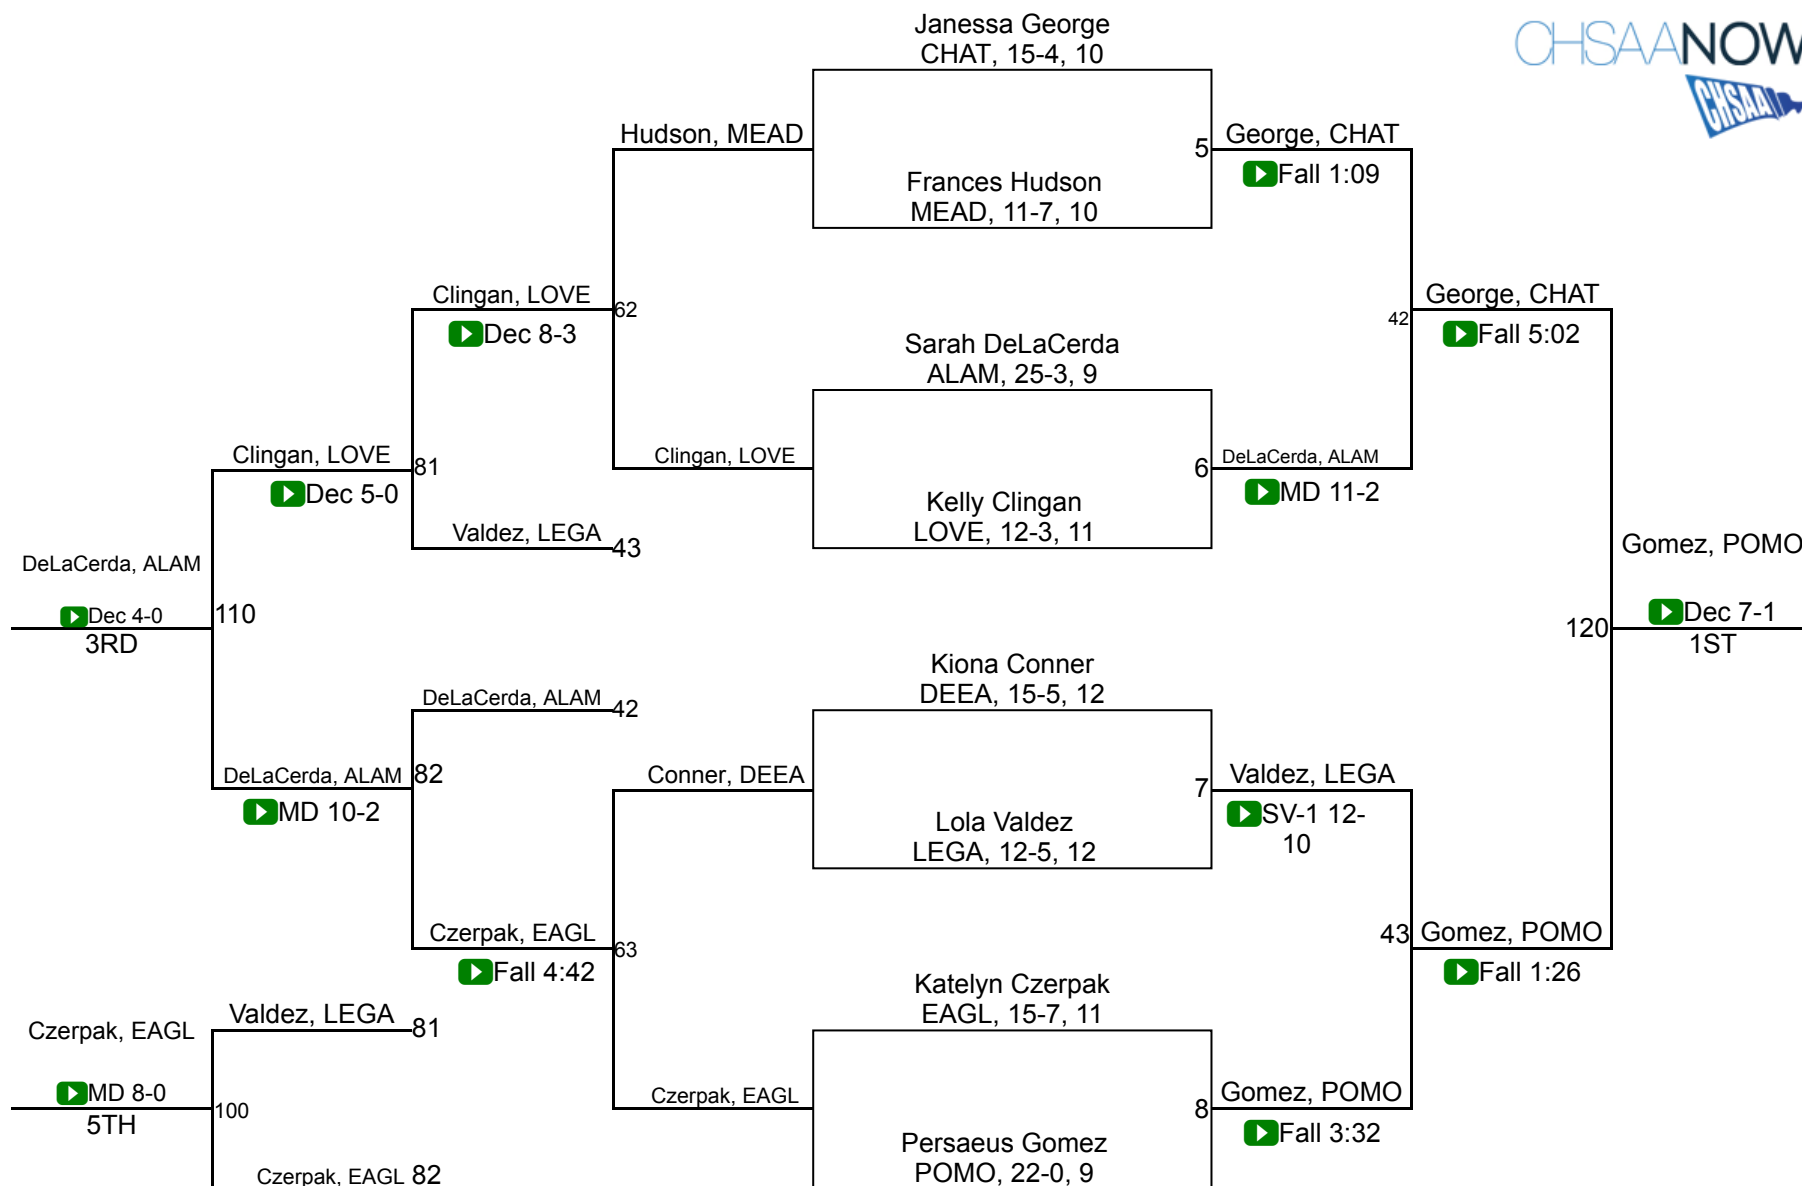 Janessa George
CHAT, 15-4, 10
CHSAANOW
CHSAA
Hudson, MEAD
5
George, CHAT
Fall 1:09
Frances Hudson
MEAD, 11-7, 10
Clingan, LOVE
62
Dec 8-3
42
George, CHAT
Fall 5:02
Sarah DeLaCerda
ALAM, 25-3, 9
Clingan, LOVE
81
Dec 5-0
Clingan, LOVE
6
DeLaCerda, ALAM
MD 11-2
Kelly Clingan
LOVE, 12-3, 11
Valdez, LEGA
43
DeLaCerda, ALAM
Dec 4-0
3RD
110
Gomez, POMO
120
Dec 7-1
1ST
Kiona Conner
DEEA, 15-5, 12
DeLaCerda, ALAM
42
DeLaCerda, ALAM
82
MD 10-2
Conner, DEEA
7
Valdez, LEGA
SV-1 12-
10
Lola Valdez
LEGA, 12-5, 12
Czerpak, EAGL
63
Fall 4:42
43
Gomez, POMO
Fall 1:26
Katelyn Czerpak
EAGL, 15-7, 11
Valdez, LEGA
81
Czerpak, EAGL
MD 8-0
5TH
100
Czerpak, EAGL
8
Gomez, POMO
Fall 3:32
Persaeus Gomez
POMO, 22-0, 9
Czerpak, EAGL
82